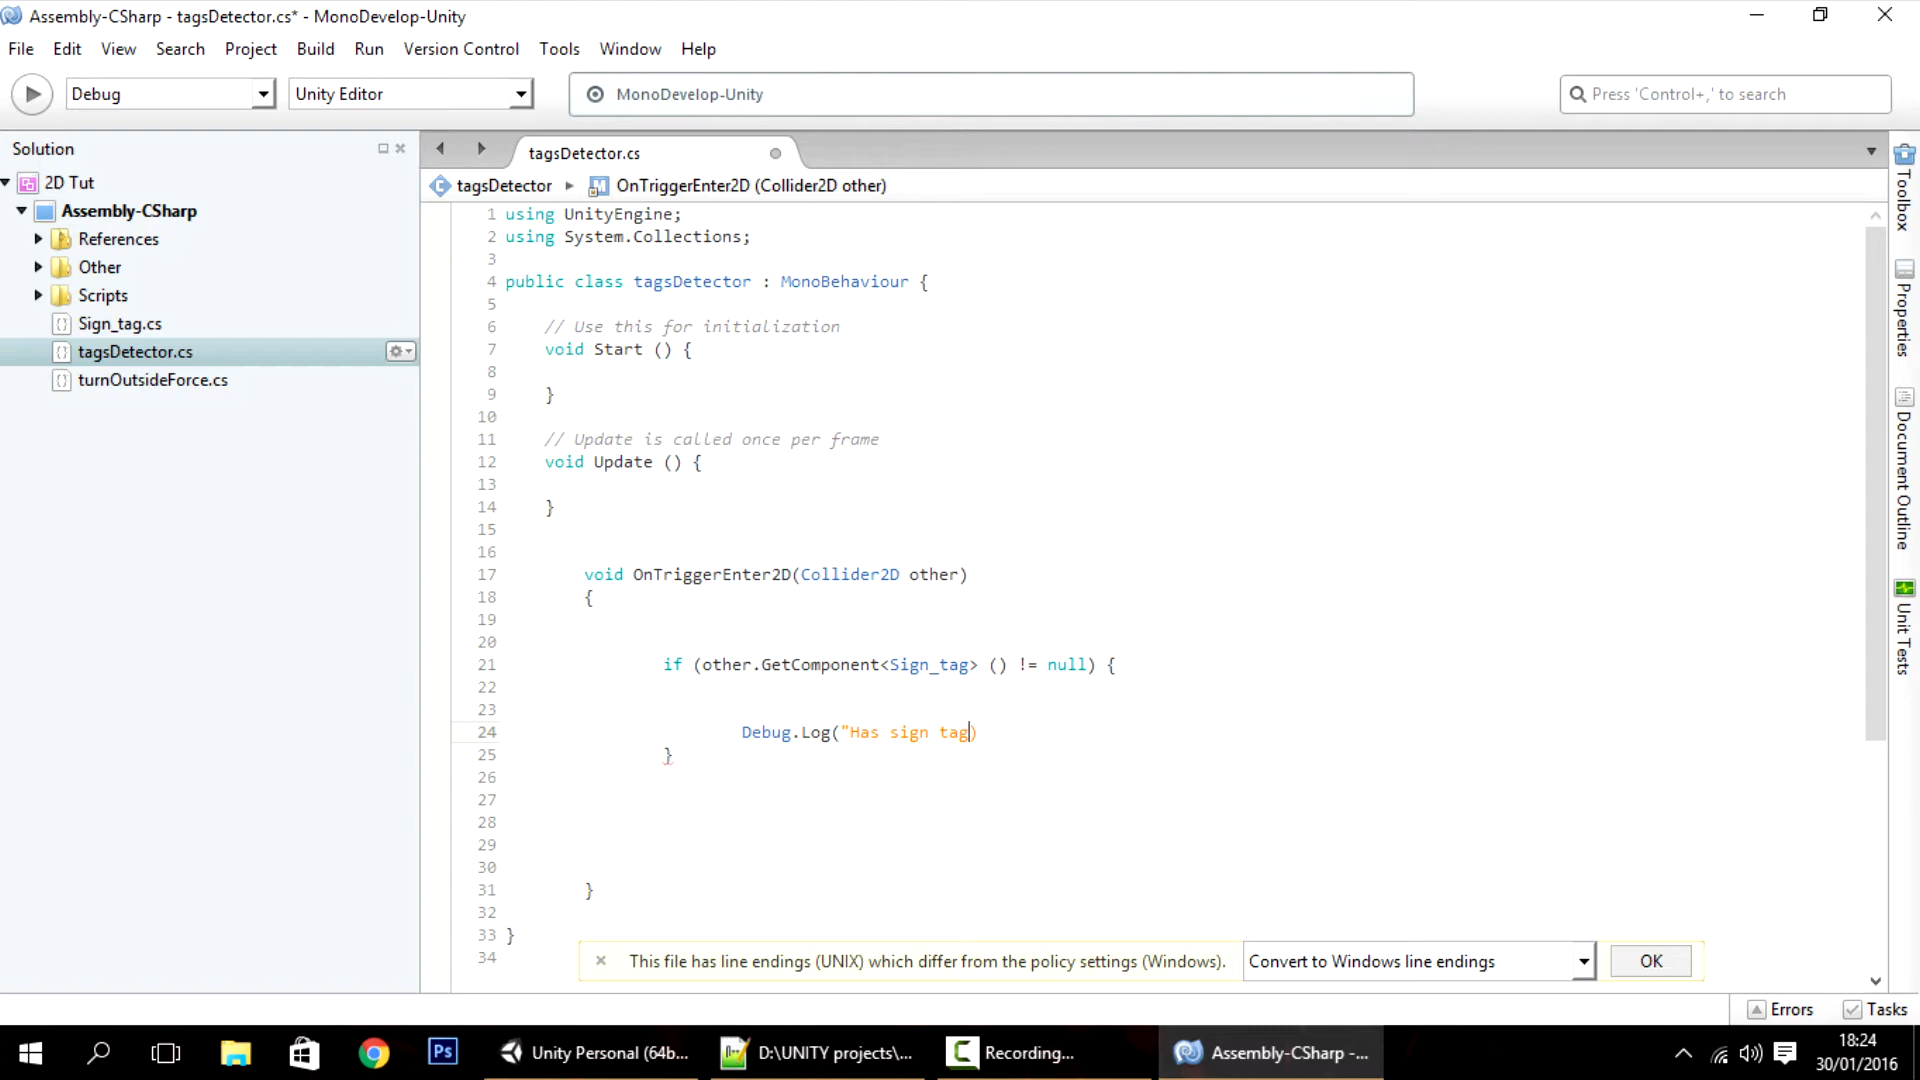 Assembly-CSharp - tagsDetector.cs* - MonoDevelop-Unity
File Edit View Search Project Build Run Version Control Tools Window Help
Debug Unity Editor MonoDevelop-Unity Press 'Control+,' to search
Solution
2D Tut
Assembly-CSharp
References
Other
Scripts
Sign_tag.cs
tagsDetector.cs
turnOutsideForce.cs
tagsDetector.cs
tagsDetector OnTriggerEnter2D (Collider2D other)
1 using UnityEngine;
2 using System.Collections;
3
4 public class tagsDetector : MonoBehaviour {
5
6 // Use this for initialization
7 void Start () {
8
9 }
10
11 // Update is called once per frame
12 void Update () {
13
14 }
15
16
17 void OnTriggerEnter2D(Collider2D other)
18 {
19
20
21 if (other.GetComponent<Sign_tag> () != null) {
22
23
24 Debug.Log("Has sign tag)
25 }
26
27
28
29
30
31 }
32
33 }
34
This file has line endings (UNIX) which differ from the policy settings (Windows). Convert to Windows line endings OK
Toolbox
Properties
Document Outline
Unit Tests
Errors Tasks
Ps Unity Personal (64b... D:\UNITY projects\... Recording... Assembly-CSharp -...
18:24
30/01/2016